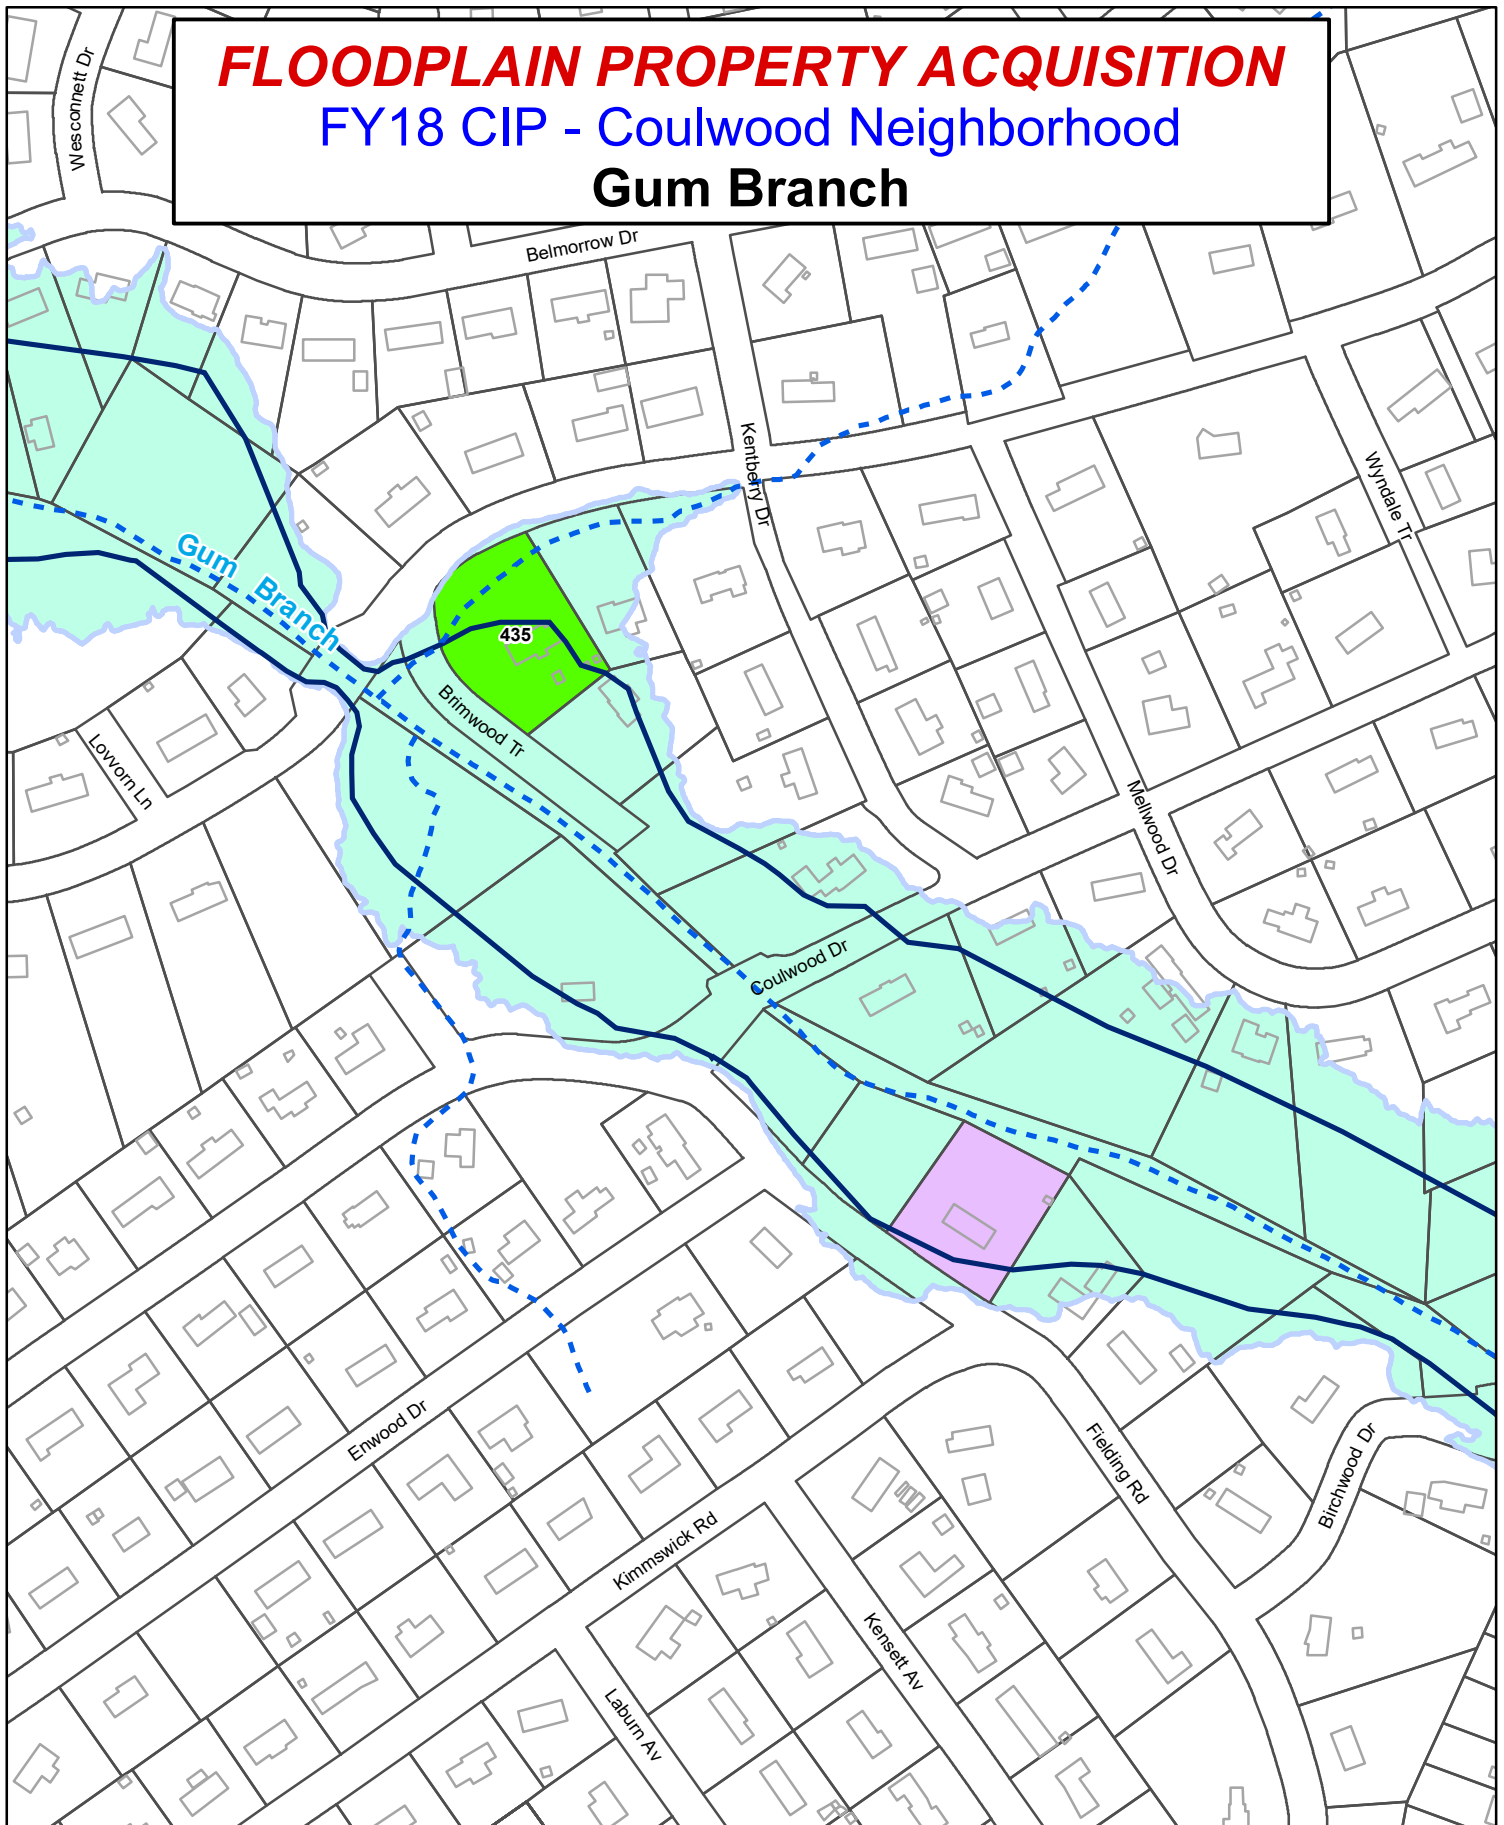 FLOODPLAIN PROPERTY ACQUISITION
FY18 CIP - Coulwood Neighborhood
Gum Branch
Wesconnett Dr
Belmorrow Dr
Kentberry Dr
Wyndale Tr
Gum Branch
435
Brimwood Tr
Lovvorn Ln
Mellwood Dr
Coulwood Dr
Enwood Dr
Fielding Rd
Birchwood Dr
Kimmswick Rd
Kensett Av
Laburn Av